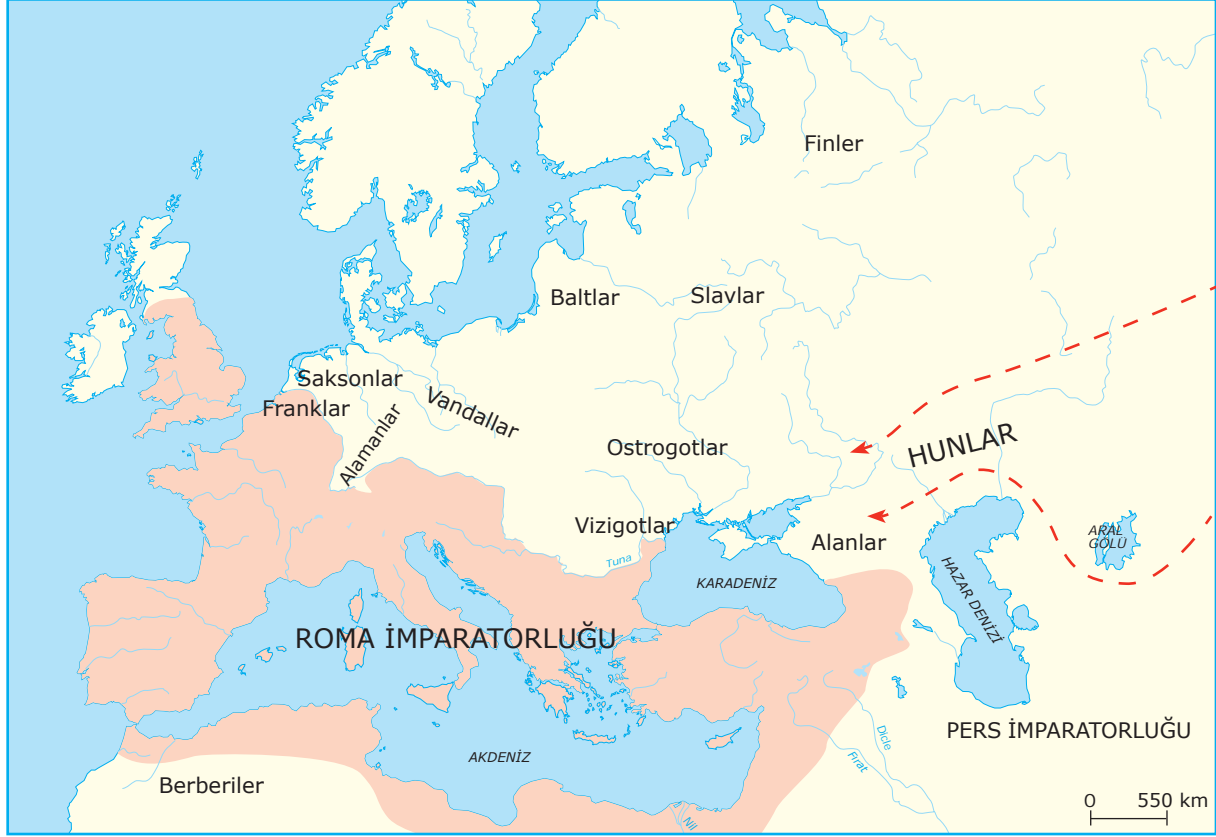 Finler
Baltlar
Slavlar
Saksonlar
Franklar
Alamanlar
Vandallar
Ostrogotlar
HUNLAR
Vizigotlar
Alanlar
ARAL
GÖLÜ
Tuna
KARADENİZ
HAZAR DENİZİ
ROMA İMPARATORLUĞU
PERS İMPARATORLUĞU
Dicle
Fırat
AKDENİZ
Berberiler
Nil
0 550 km